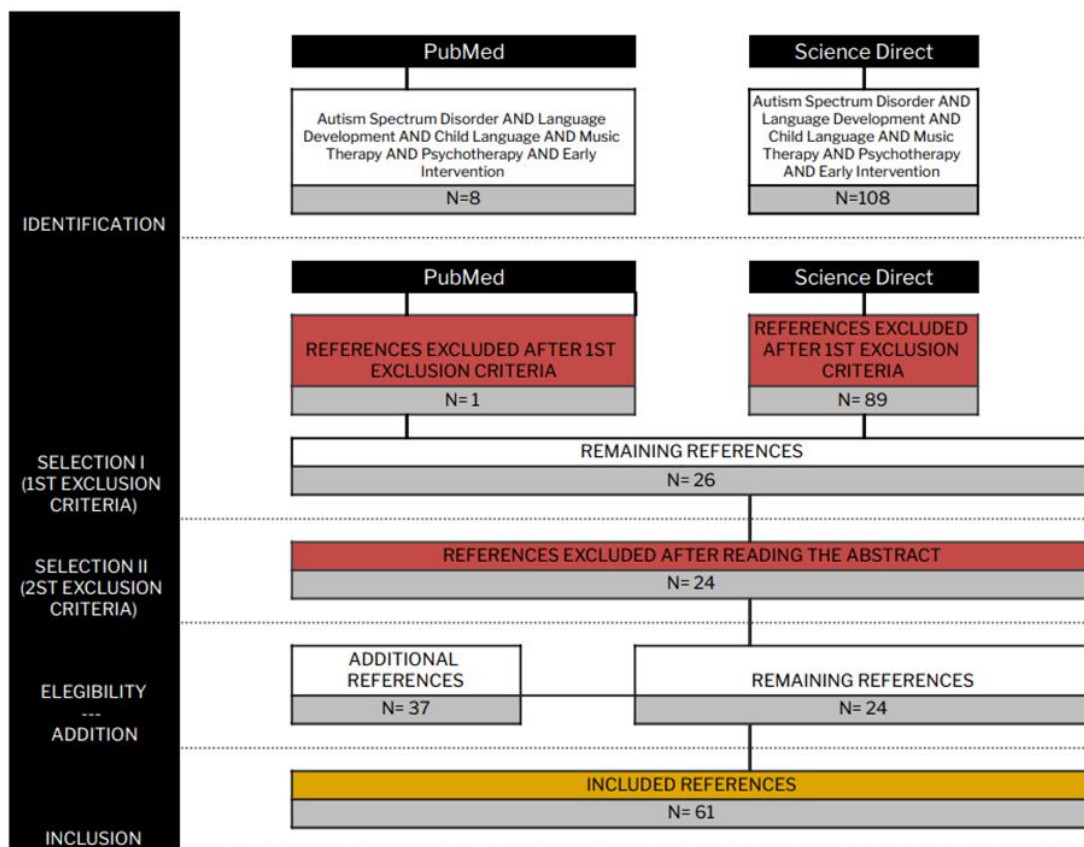 PubMed
Science Direct
Autism Spectrum Disorder AND Language
Development AND Child Language AND Music
Therapy AND Psychotherapy AND Early
Intervention
N=8
Autism Spectrum Disorder AND
Language Development AND
Child Language AND Music
Therapy AND Psychotherapy
AND Early Intervention
N=108
IDENTIFICATION
PubMed
Science Direct
REFERENCES EXCLUDED AFTER 1ST
EXCLUSION CRITERIA
N= 1
REFERENCES EXCLUDED
AFTER 1ST EXCLUSION
CRITERIA
N= 89
SELECTION I
(1ST EXCLUSION
CRITERIA)
REMAINING REFERENCES
N= 26
SELECTION II
(2ST EXCLUSION
CRITERIA)
REFERENCES EXCLUDED AFTER READING THE ABSTRACT
N= 24
ELEGIBILITY
---
ADDITION
ADDITIONAL
REFERENCES
N= 37
REMAINING REFERENCES
N= 24
INCLUDED REFERENCES
N= 61
INCLUSION